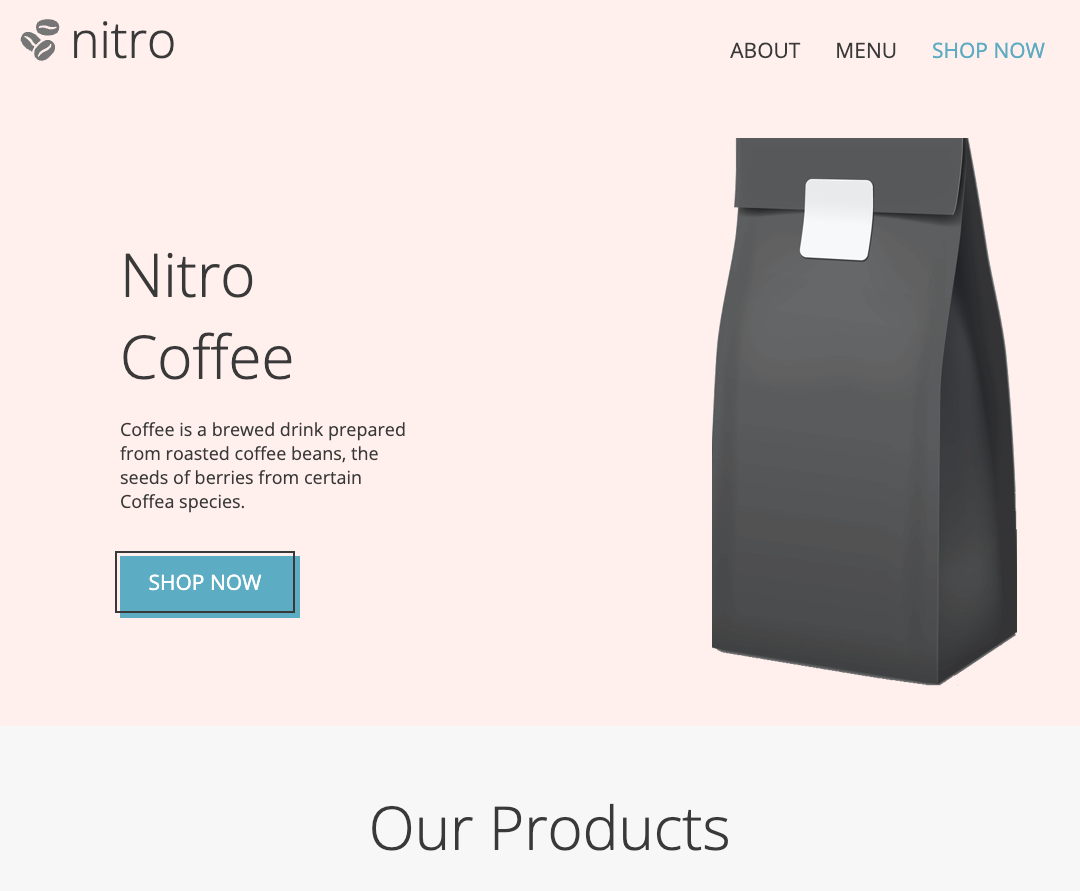 nitro
ABOUT MENU SHOP NOW
Nitro
Coffee
Coffee is a brewed drink prepared
from roasted coffee beans, the
seeds of berries from certain
Coffea species.
SHOP NOW
Our Products